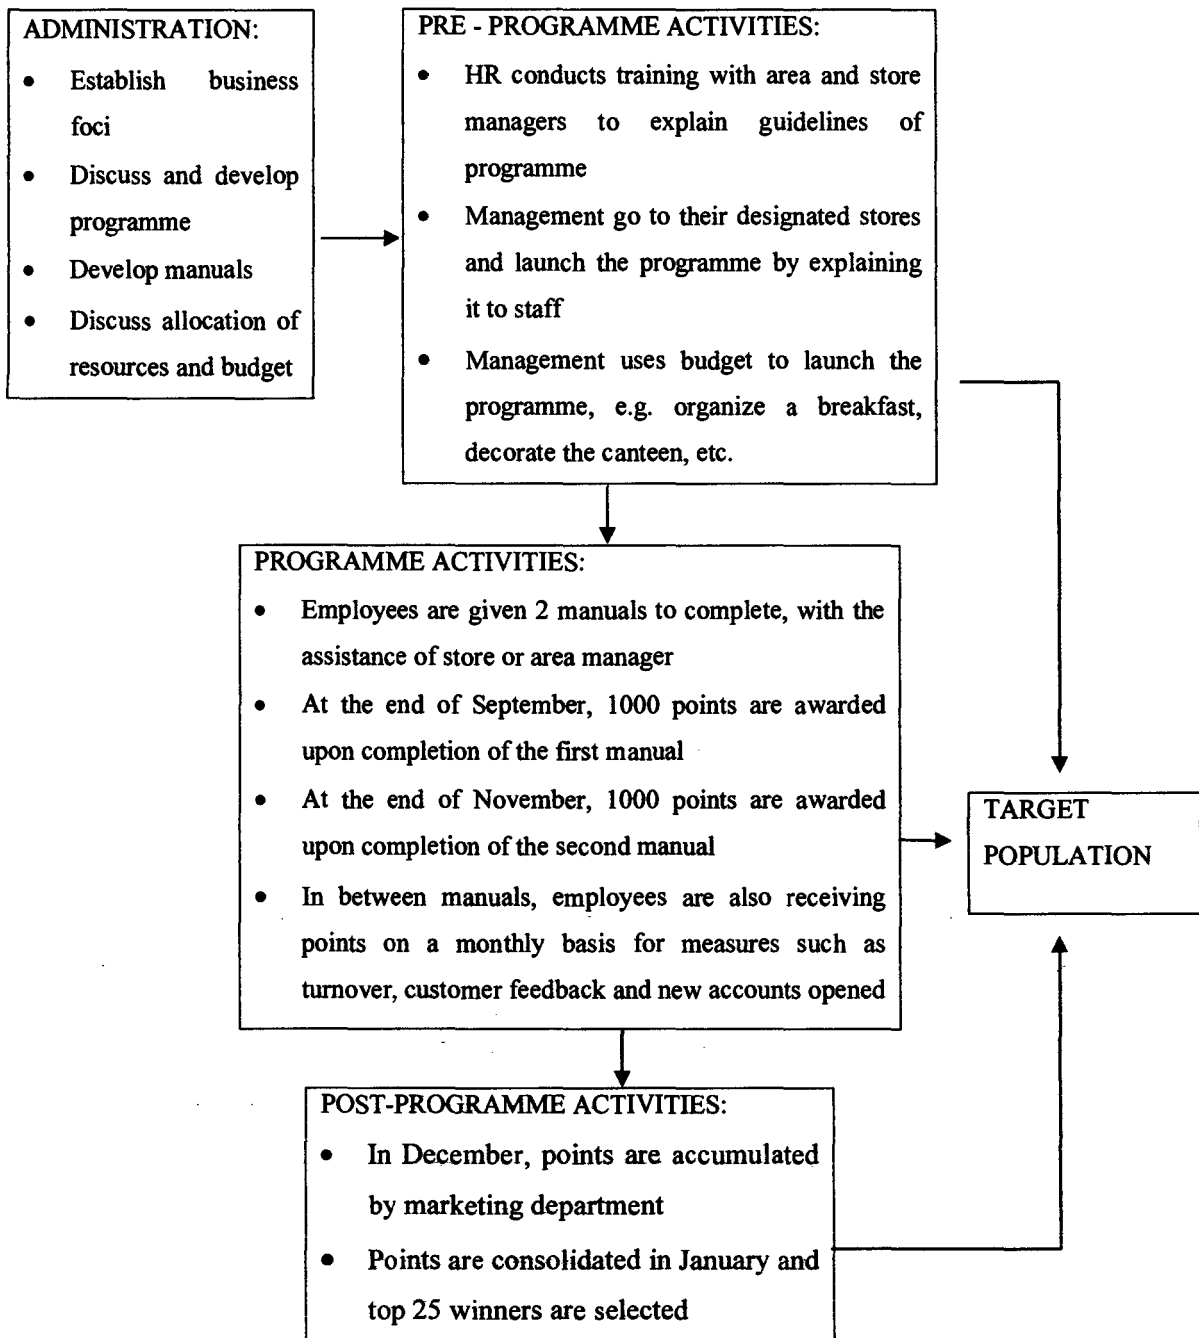 ADMINISTRATION:
• Establish business
foci
• Discuss and develop
programme
• Develop manuals
• Discuss allocation of
resources and budget
PRE - PROGRAMME ACTIVITIES:
• HR conducts training with area and store
managers to explain guidelines of
programme
• Management go to their designated stores
and launch the programme by explaining
it to staff
• Management uses budget to launch the
programme, e.g. organize a breakfast,
decorate the canteen, etc.
PROGRAMME ACTIVITIES:
• Employees are given 2 manuals to complete, with the
assistance of store or area manager
• At the end of September, 1000 points are awarded
upon completion of the first manual
• At the end of November, 1000 points are awarded
upon completion of the second manual
• In between manuals, employees are also receiving
points on a monthly basis for measures such as
turnover, customer feedback and new accounts opened
TARGET
POPULATION
POST-PROGRAMME ACTIVITIES:
• In December, points are accumulated
by marketing department
• Points are consolidated in January and
top 25 winners are selected